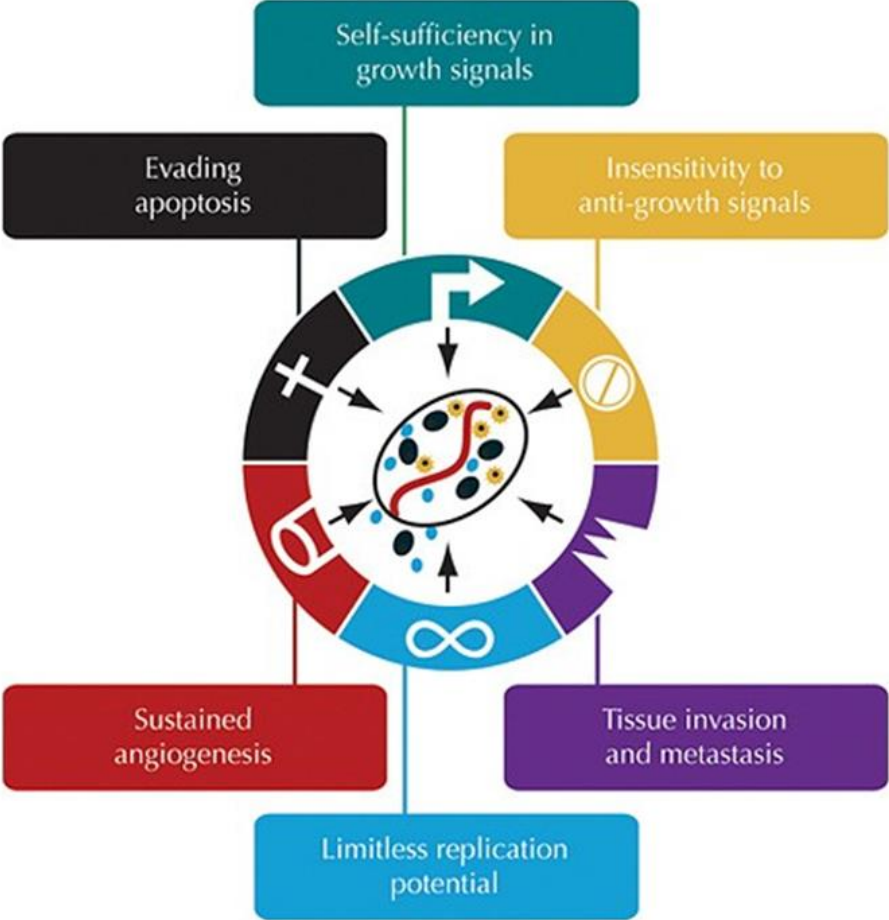 Self-sufficiency in
growth signals
Evading
apoptosis
Insensitivity to
anti-growth signals
Sustained
angiogenesis
Tissue invasion
and metastasis
Limitless replication
potential